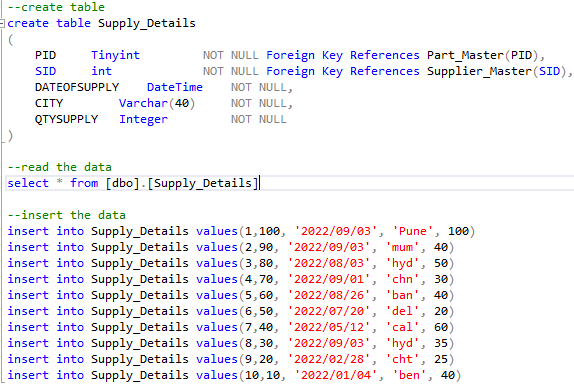 --create table
create table Supply_Details
(
    PID     Tinyint         NOT NULL Foreign Key References Part_Master(PID),
    SID     int             NOT NULL Foreign Key References Supplier_Master(SID),
    DATEOFSUPPLY    DateTime    NOT NULL,
    CITY        Varchar(40)     NOT NULL,
    QTYSUPPLY   Integer         NOT NULL
)
--read the data
select * from [dbo].[Supply_Details]
--insert the data
insert into Supply_Details values(1,100, '2022/09/03', 'Pune', 100)
insert into Supply_Details values(2,90, '2022/09/03', 'mum', 40)
insert into Supply_Details values(3,80, '2022/08/03', 'hyd', 50)
insert into Supply_Details values(4,70, '2022/09/01', 'chn', 30)
insert into Supply_Details values(5,60, '2022/08/26', 'ban', 40)
insert into Supply_Details values(6,50, '2022/07/20', 'del', 20)
insert into Supply_Details values(7,40, '2022/05/12', 'cal', 60)
insert into Supply_Details values(8,30, '2022/09/03', 'hyd', 35)
insert into Supply_Details values(9,20, '2022/02/28', 'cht', 25)
insert into Supply_Details values(10,10, '2022/01/04', 'ben', 40)